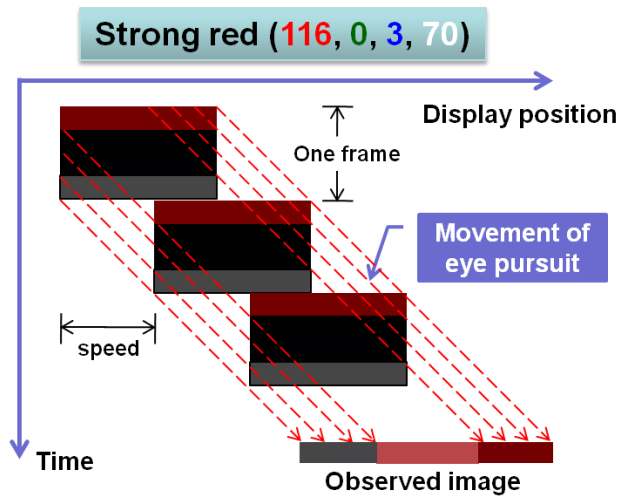 Strong red (116, 0, 3, 70)
Display position
One frame
Movement of
eye pursuit
speed
Time
Observed image